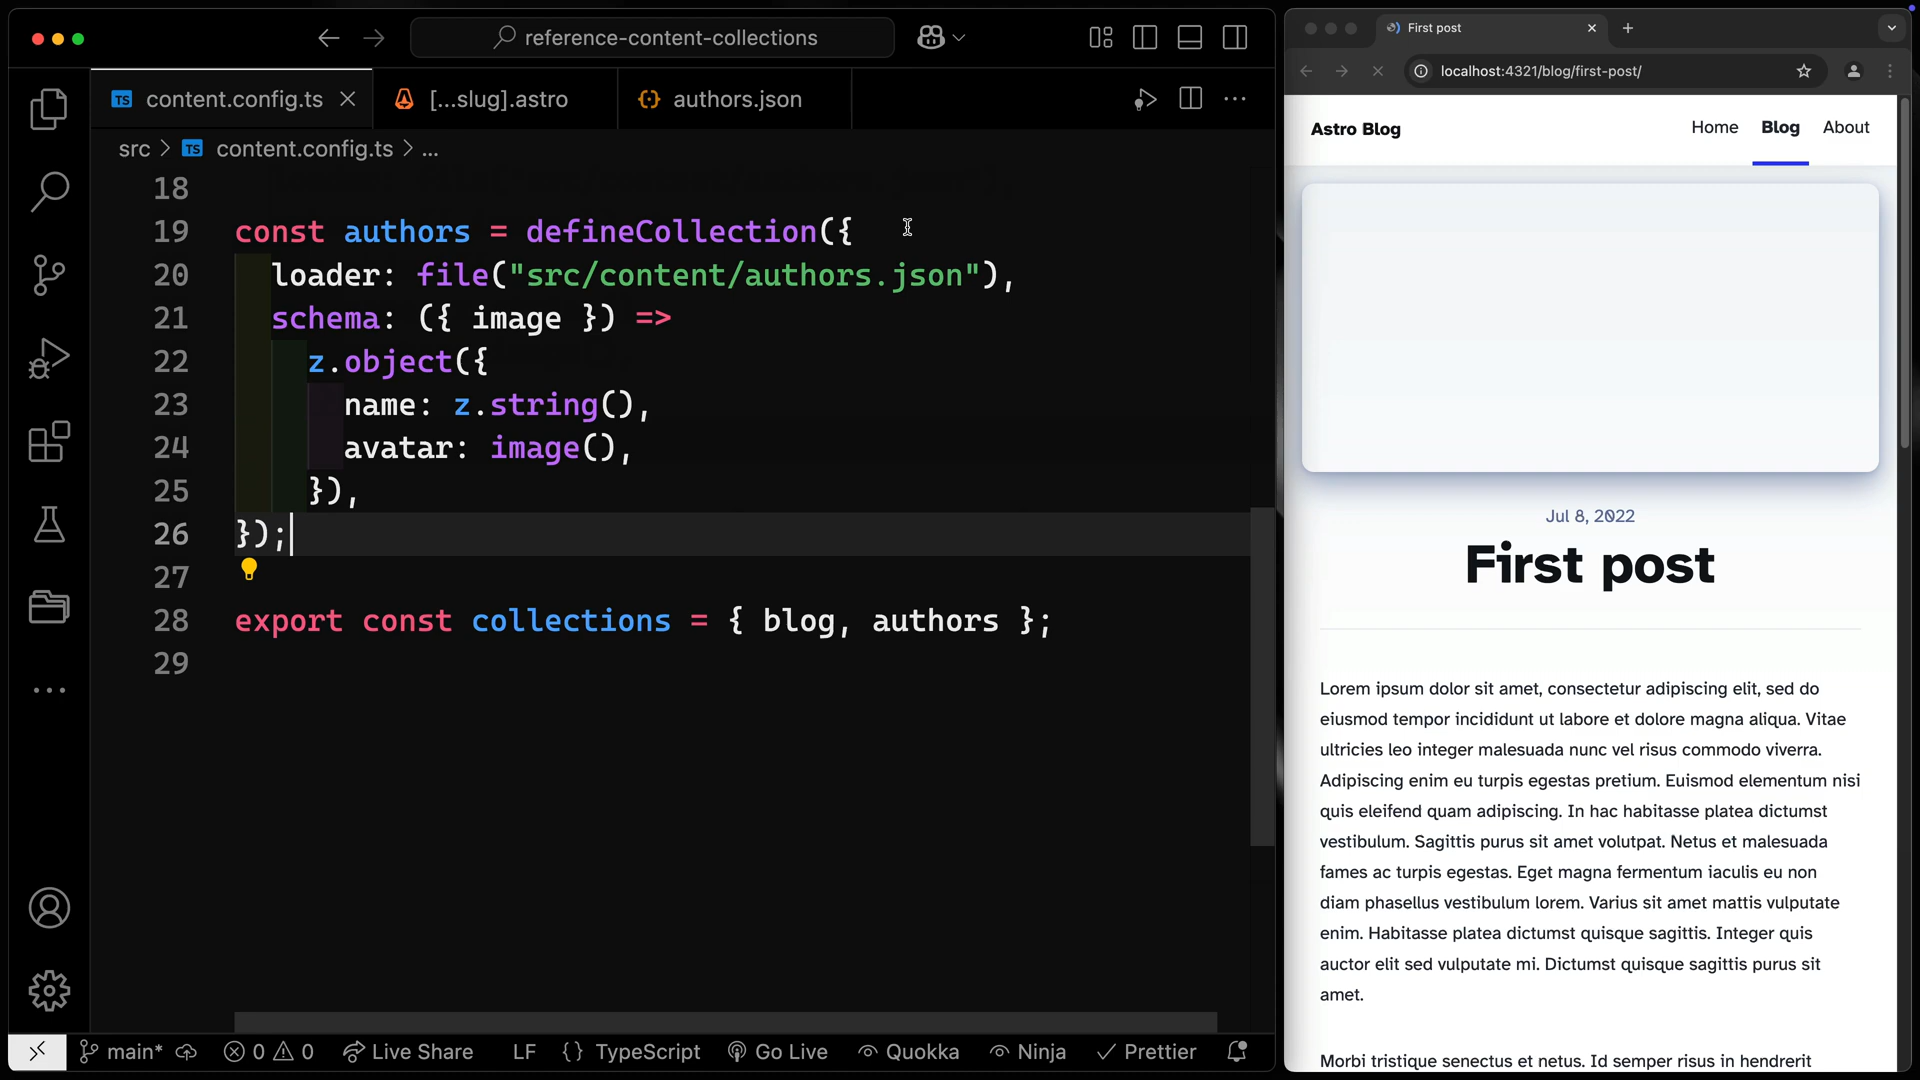 reference-content-collections
TS content.config.ts
[...slug].astro
authors.json
src > TS content.config.ts > ...
18
19 const authors = defineCollection({
20 loader: file("src/content/authors.json"),
21 schema: ({ image }) =>
22 z.object({
23 name: z.string(),
24 avatar: image(),
25 }),
26 });
27
28 export const collections = { blog, authors };
29
main* 0 0 Live Share LF {} TypeScript Go Live Quokka Ninja Prettier
First post
localhost:4321/blog/first-post/
Astro Blog
Home Blog About
Jul 8, 2022
First post
Lorem ipsum dolor sit amet, consectetur adipiscing elit, sed do
eiusmod tempor incididunt ut labore et dolore magna aliqua. Vitae
ultricies leo integer malesuada nunc vel risus commodo viverra.
Adipiscing enim eu turpis egestas pretium. Euismod elementum nisi
quis eleifend quam adipiscing. In hac habitasse platea dictumst
vestibulum. Sagittis purus sit amet volutpat. Netus et malesuada
fames ac turpis egestas. Eget magna fermentum iaculis eu non
diam phasellus vestibulum lorem. Varius sit amet mattis vulputate
enim. Habitasse platea dictumst quisque sagittis. Integer quis
auctor elit sed vulputate mi. Dictumst quisque sagittis purus sit
amet.
Morbi tristique senectus et netus. Id semper risus in hendrerit